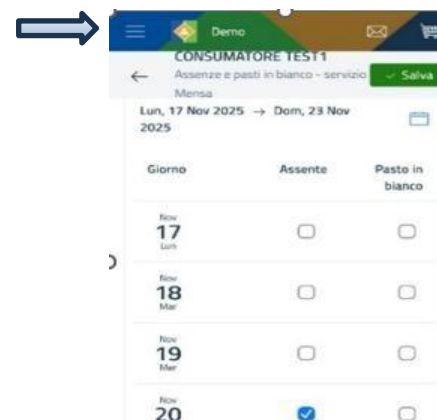 Demo
CONSUMATORE TEST1
Assenze e pasti in bianco - servizio
Mensa
Salva
Lun, 17 Nov 2025 → Dom, 23 Nov
2025
Giorno Assente Pasto in
bianco
Nov
17
Lun
Nov
18
Mar
Nov
19
Mer
Nov
20